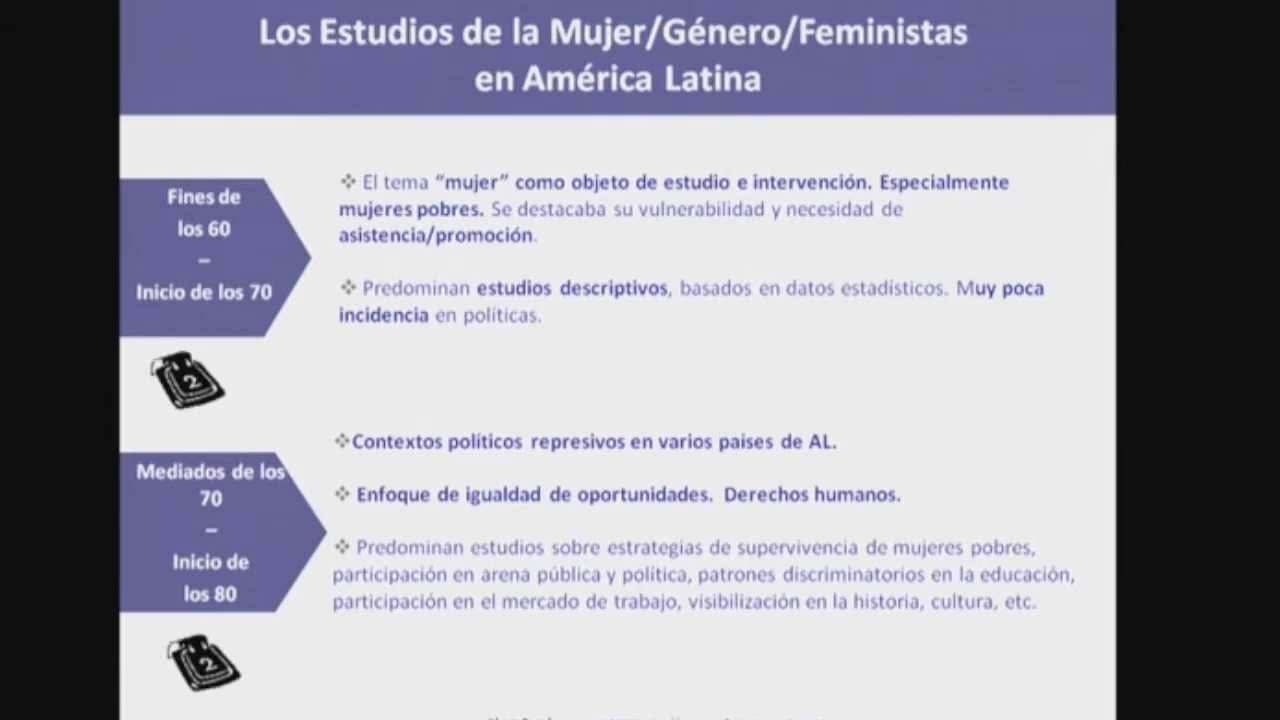 Los Estudios de la Mujer/Género/Feministas
en América Latina
Fines de
los 60
–
Inicio de los 70
❖ El tema “mujer” como objeto de estudio e intervención. Especialmente
mujeres pobres. Se destacaba su vulnerabilidad y necesidad de
asistencia/promoción.
❖ Predominan estudios descriptivos, basados en datos estadísticos. Muy poca
incidencia en políticas.
2
Mediados de los
70
–
Inicio de
los 80
❖Contextos políticos represivos en varios países de AL.
❖ Enfoque de igualdad de oportunidades. Derechos humanos.
❖ Predominan estudios sobre estrategias de supervivencia de mujeres pobres,
participación en arena pública y política, patrones discriminatorios en la educación,
participación en el mercado de trabajo, visibilización en la historia, cultura, etc.
2